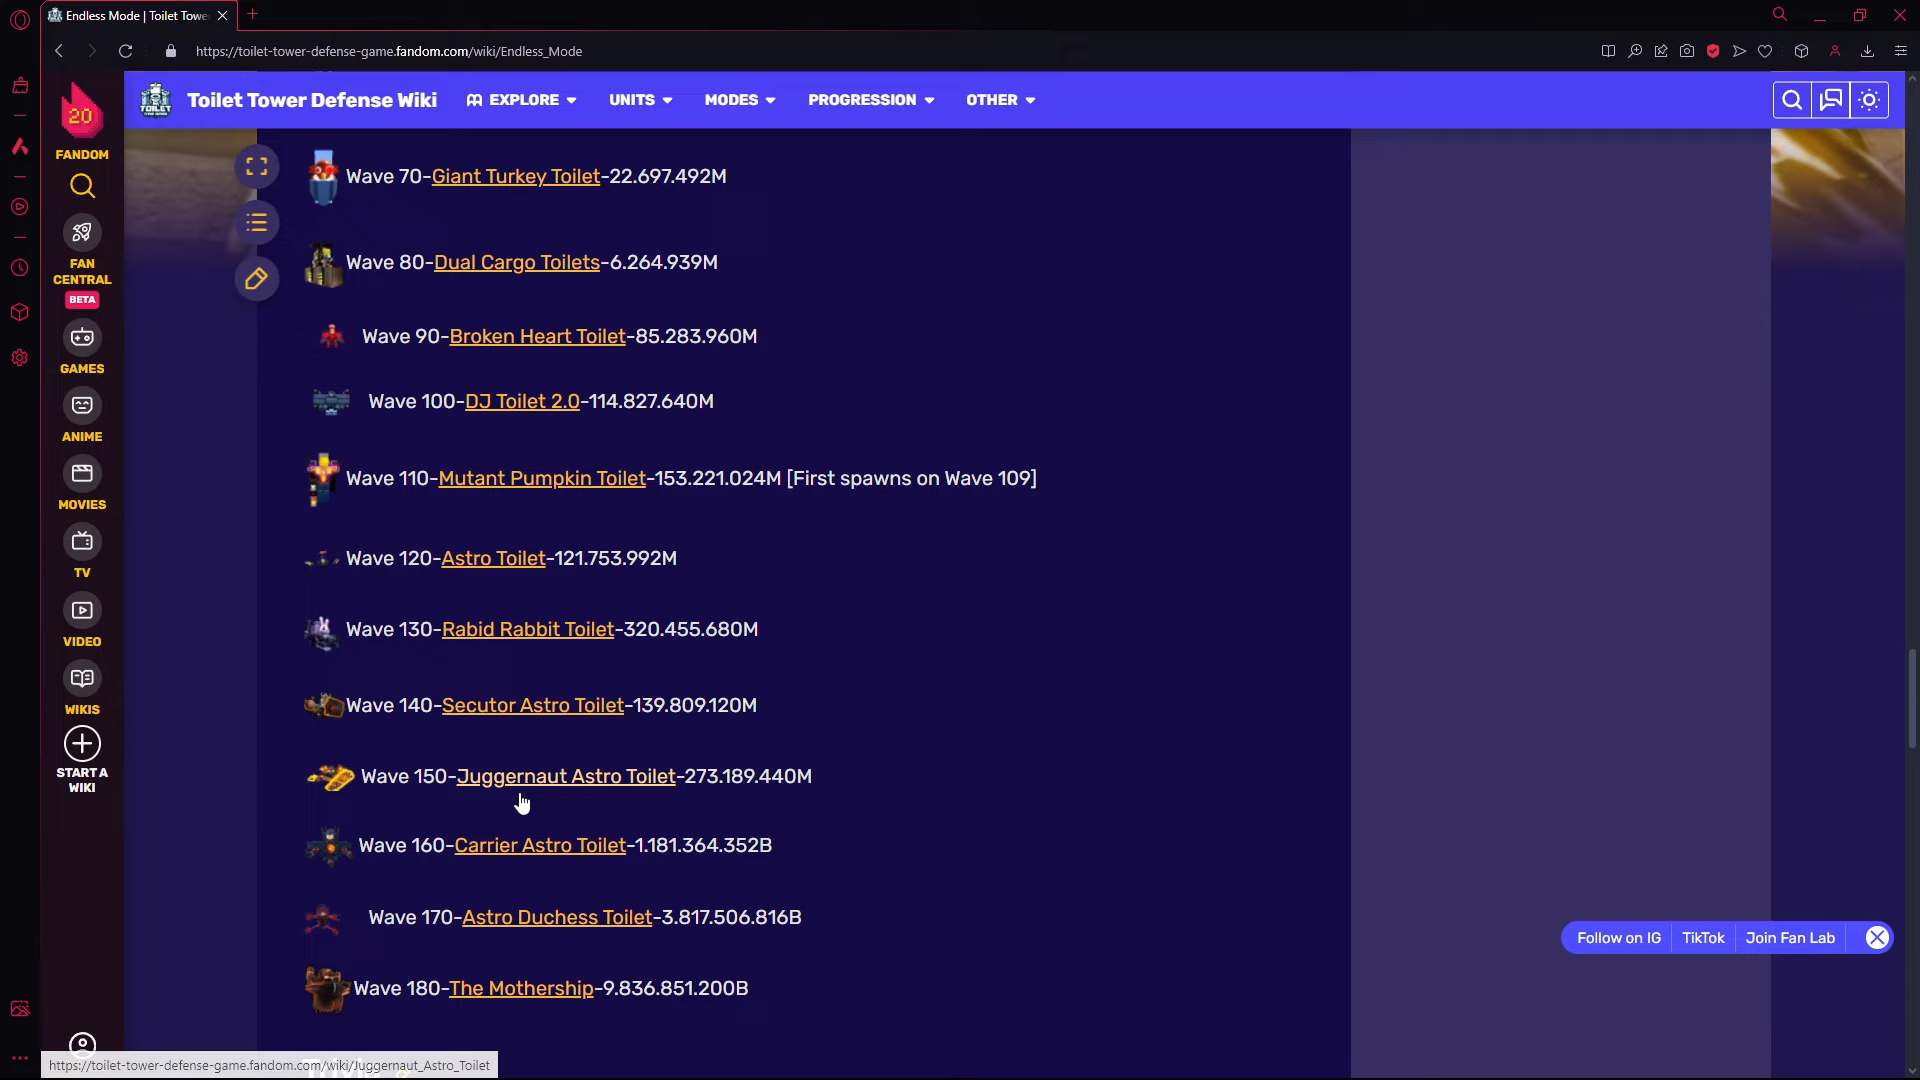 Endless Mode | Toilet Towe
https://toilet-tower-defense-game.fandom.com/wiki/Endless_Mode
20
FANDOM
FAN
CENTRAL
BETA
GAMES
ANIME
MOVIES
TV
VIDEO
WIKIS
START A
WIKI
Toilet Tower Defense Wiki
EXPLORE
UNITS
MODES
PROGRESSION
OTHER
Wave 70-Giant Turkey Toilet-22.697.492M
Wave 80-Dual Cargo Toilets-6.264.939M
Wave 90-Broken Heart Toilet-85.283.960M
Wave 100-DJ Toilet 2.0-114.827.640M
Wave 110-Mutant Pumpkin Toilet-153.221.024M [First spawns on Wave 109]
Wave 120-Astro Toilet-121.753.992M
Wave 130-Rabid Rabbit Toilet-320.455.680M
Wave 140-Secutor Astro Toilet-139.809.120M
Wave 150-Juggernaut Astro Toilet-273.189.440M
Wave 160-Carrier Astro Toilet-1.181.364.352B
Wave 170-Astro Duchess Toilet-3.817.506.816B
Wave 180-The Mothership-9.836.851.200B
Follow on IG
TikTok
Join Fan Lab
https://toilet-tower-defense-game.fandom.com/wiki/Juggernaut_Astro_Toilet